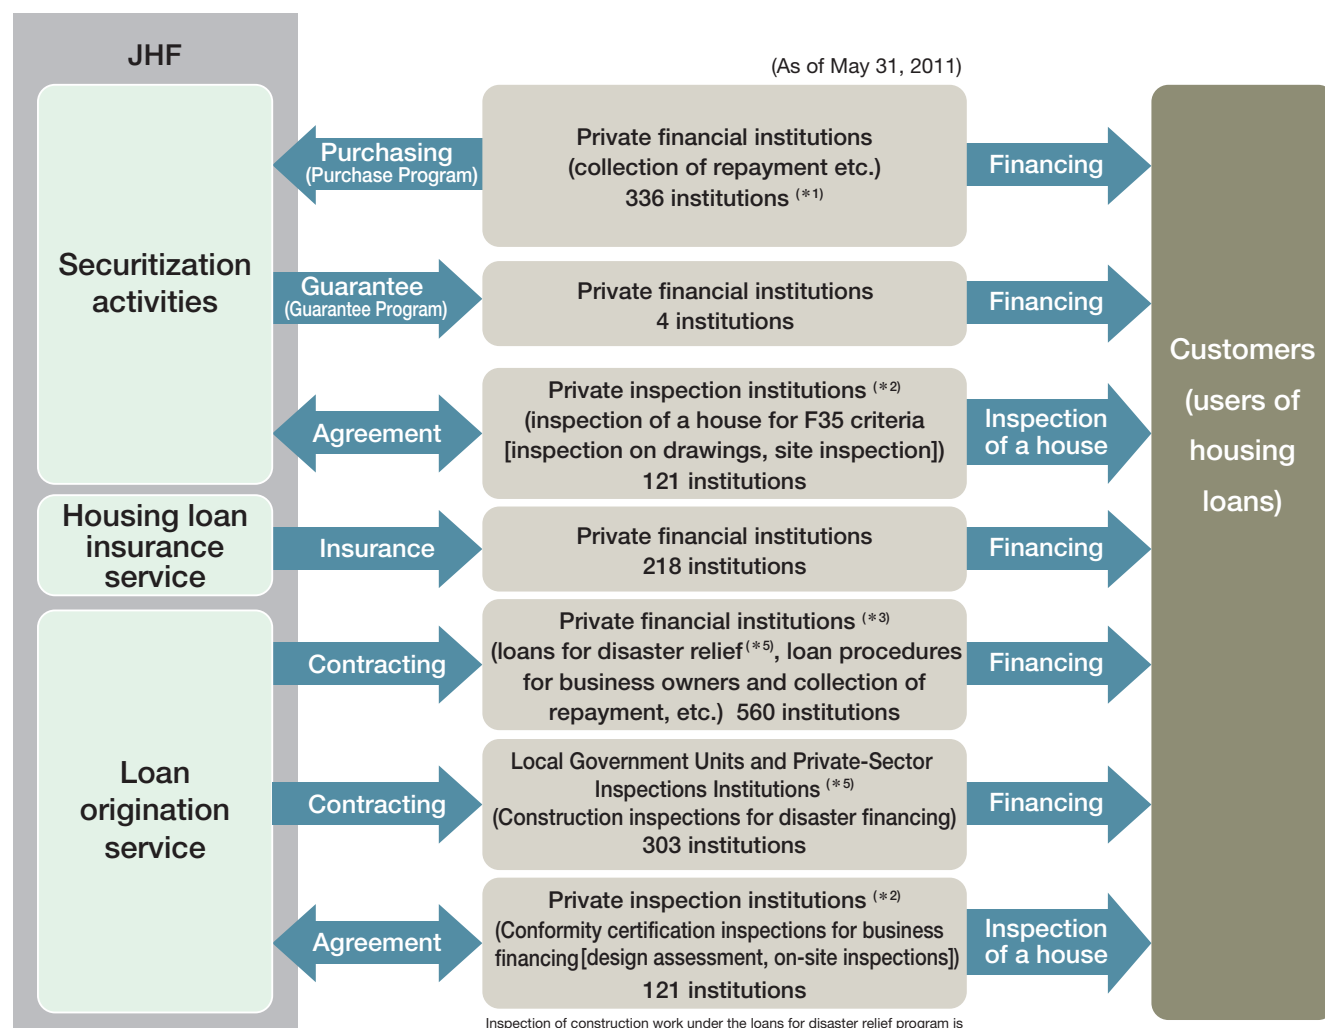 JHF
(As of May 31, 2011)
Securitization
activities
Purchasing
(Purchase Program)
Private financial institutions
(collection of repayment etc.)
336 institutions (*1)
Financing
Guarantee
(Guarantee Program)
Private financial institutions
4 institutions
Financing
Agreement
Private inspection institutions (*2)
(inspection of a house for F35 criteria
[inspection on drawings, site inspection])
121 institutions
Inspection
of a house
Customers
(users of
housing
loans)
Housing loan
insurance
service
Insurance
Private financial institutions
218 institutions
Financing
Loan
origination
service
Contracting
Private financial institutions (*3)
(loans for disaster relief(*5), loan procedures
for business owners and collection of
repayment, etc.) 560 institutions
Financing
Contracting
Local Government Units and Private-Sector
Inspections Institutions (*5)
(Construction inspections for disaster financing)
303 institutions
Financing
Agreement
Private inspection institutions (*2)
(Conformity certification inspections for business
financing[design assessment, on-site inspections])
121 institutions
Inspection
of a house
Inspection of construction work under the loans for disaster relief program is